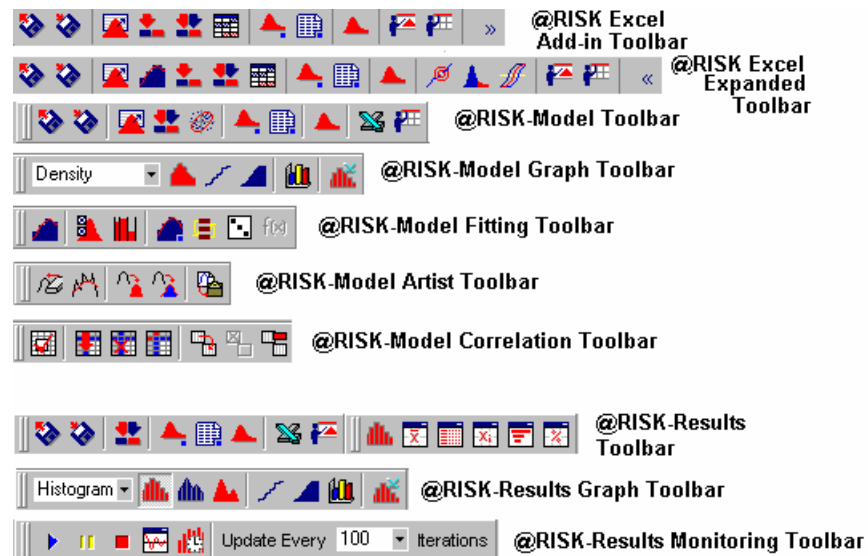 @RISK Excel
Add-in Toolbar
@RISK Excel
Expanded
Toolbar
@RISK-Model Toolbar
Density
@RISK-Model Graph Toolbar
f(x)
@RISK-Model Fitting Toolbar
@RISK-Model Artist Toolbar
@RISK-Model Correlation Toolbar
@RISK-Results
Toolbar
Histogram
@RISK-Results Graph Toolbar
Update Every 100 Iterations
@RISK-Results Monitoring Toolbar